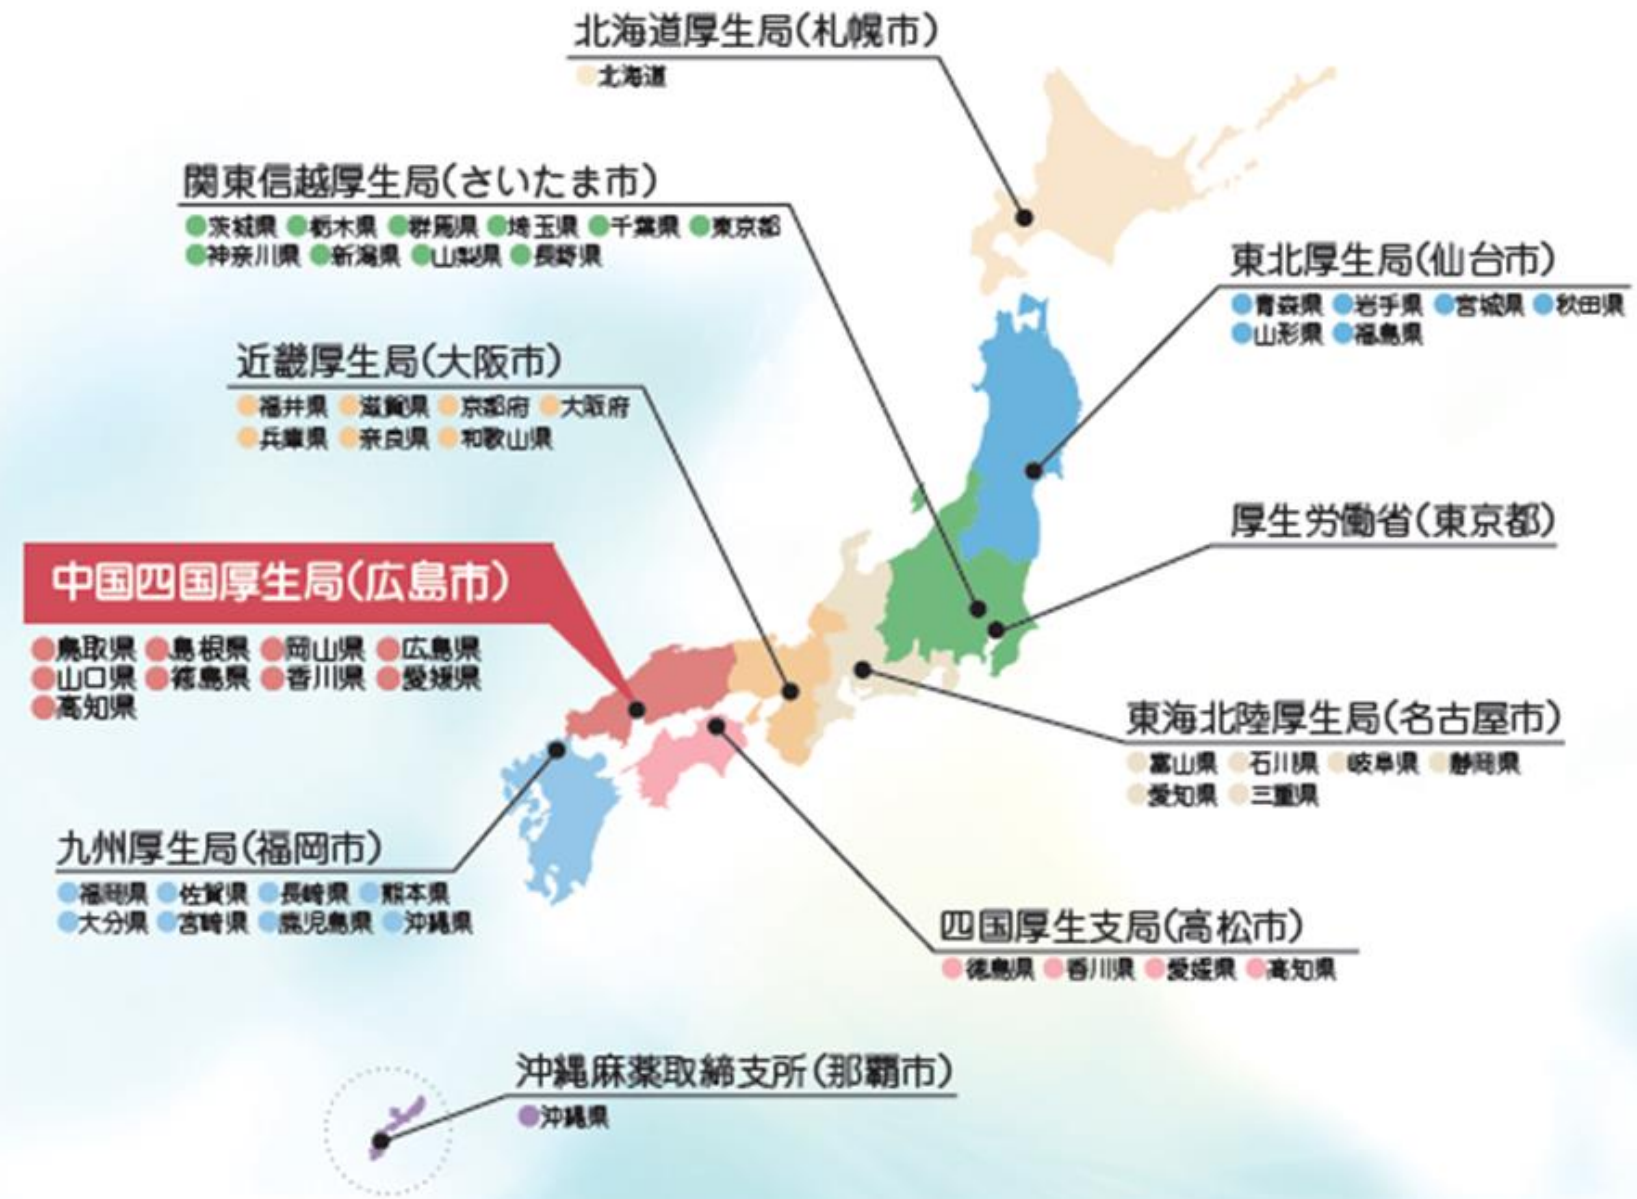 北海道厚生局(札幌市)
北海道
関東信越厚生局(さいたま市)
茨城県 栃木県 群馬県 埼玉県 千葉県 東京都
神奈川県 新潟県 山梨県 長野県
東北厚生局(仙台市)
青森県 岩手県 宮城県 秋田県
山形県 福島県
近畿厚生局(大阪市)
福井県 滋賀県 京都府 大阪府
兵庫県 奈良県 和歌山県
厚生労働省(東京都)
中国四国厚生局(広島市)
鳥取県 島根県 岡山県 広島県
山口県 徳島県 香川県 愛媛県
高知県
東海北陸厚生局(名古屋市)
富山県 石川県 岐阜県 静岡県
愛知県 三重県
九州厚生局(福岡市)
福岡県 佐賀県 長崎県 熊本県
大分県 宮崎県 鹿児島県 沖縄県
四国厚生支局(高松市)
徳島県 香川県 愛媛県 高知県
沖縄麻薬取締支所(那覇市)
沖縄県